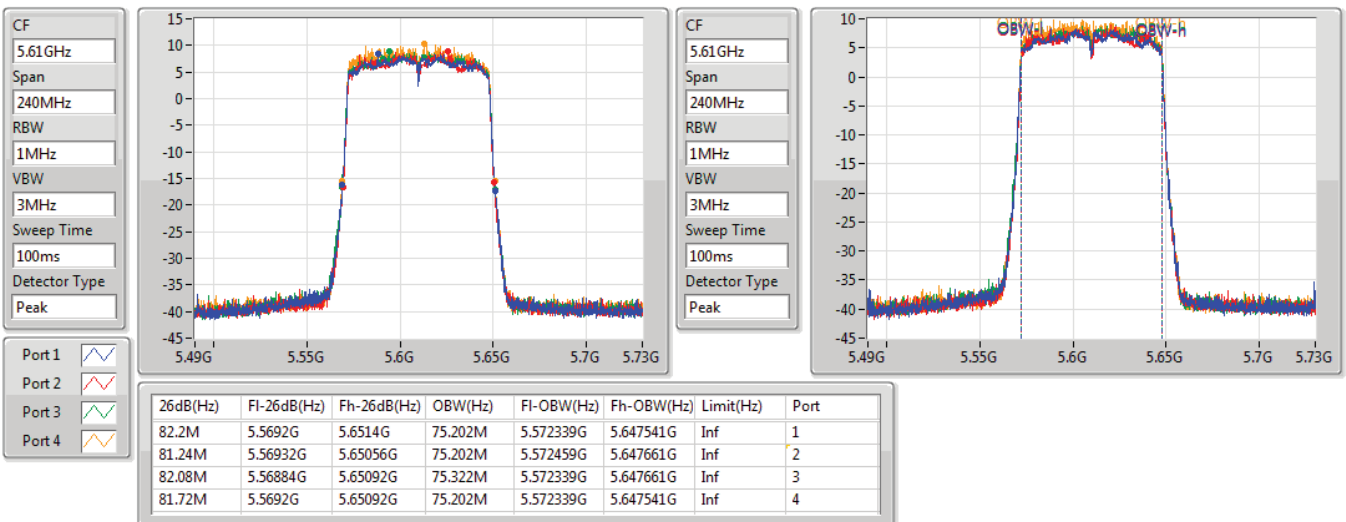 CF
5.61GHz
Span
240MHz
RBW
1MHz
VBW
3MHz
Sweep Time
100ms
Detector Type
Peak
15
10
5
0
-5
-10
-15
-20
-25
-30
-35
-40
-45
5.49G 5.55G 5.6G 5.65G 5.7G 5.73G
CF
5.61GHz
Span
240MHz
RBW
1MHz
VBW
3MHz
Sweep Time
100ms
Detector Type
Peak
OBW-l OBW-h
10
5
0
-5
-10
-15
-20
-25
-30
-35
-40
-45
5.49G 5.55G 5.6G 5.65G 5.7G 5.73G
Port 1
Port 2
Port 3
Port 4
26dB(Hz) Fl-26dB(Hz) Fh-26dB(Hz) OBW(Hz) Fl-OBW(Hz) Fh-OBW(Hz) Limit(Hz) Port
82.2M 5.5692G 5.6514G 75.202M 5.572339G 5.647541G Inf 1
81.24M 5.56932G 5.65056G 75.202M 5.572459G 5.647661G Inf 2
82.08M 5.56884G 5.65092G 75.322M 5.572339G 5.647661G Inf 3
81.72M 5.5692G 5.65092G 75.202M 5.572339G 5.647541G Inf 4